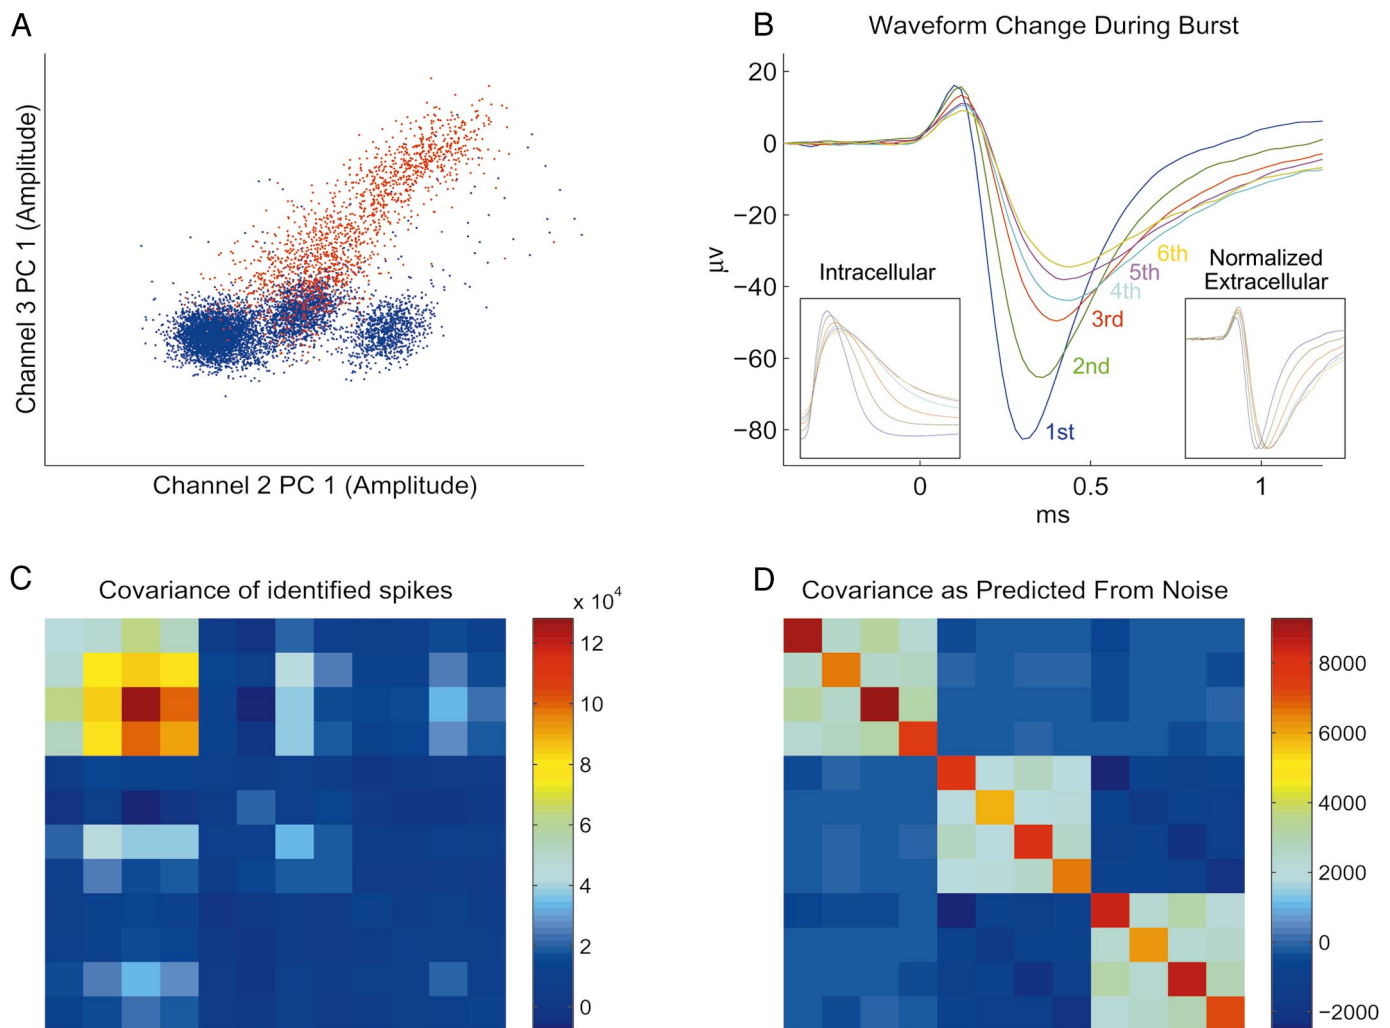 A
Channel 3 PC 1 (Amplitude)
Channel 2 PC 1 (Amplitude)
B
Waveform Change During Burst
20
0
−20
−40
−60
−80
μv
Intracellular
Normalized
Extracellular
6th
5th
4th
3rd
2nd
1st
0
0.5
1
ms
C
Covariance of identified spikes
x 10^4
12
10
8
6
4
2
0
D
Covariance as Predicted From Noise
8000
6000
4000
2000
0
−2000